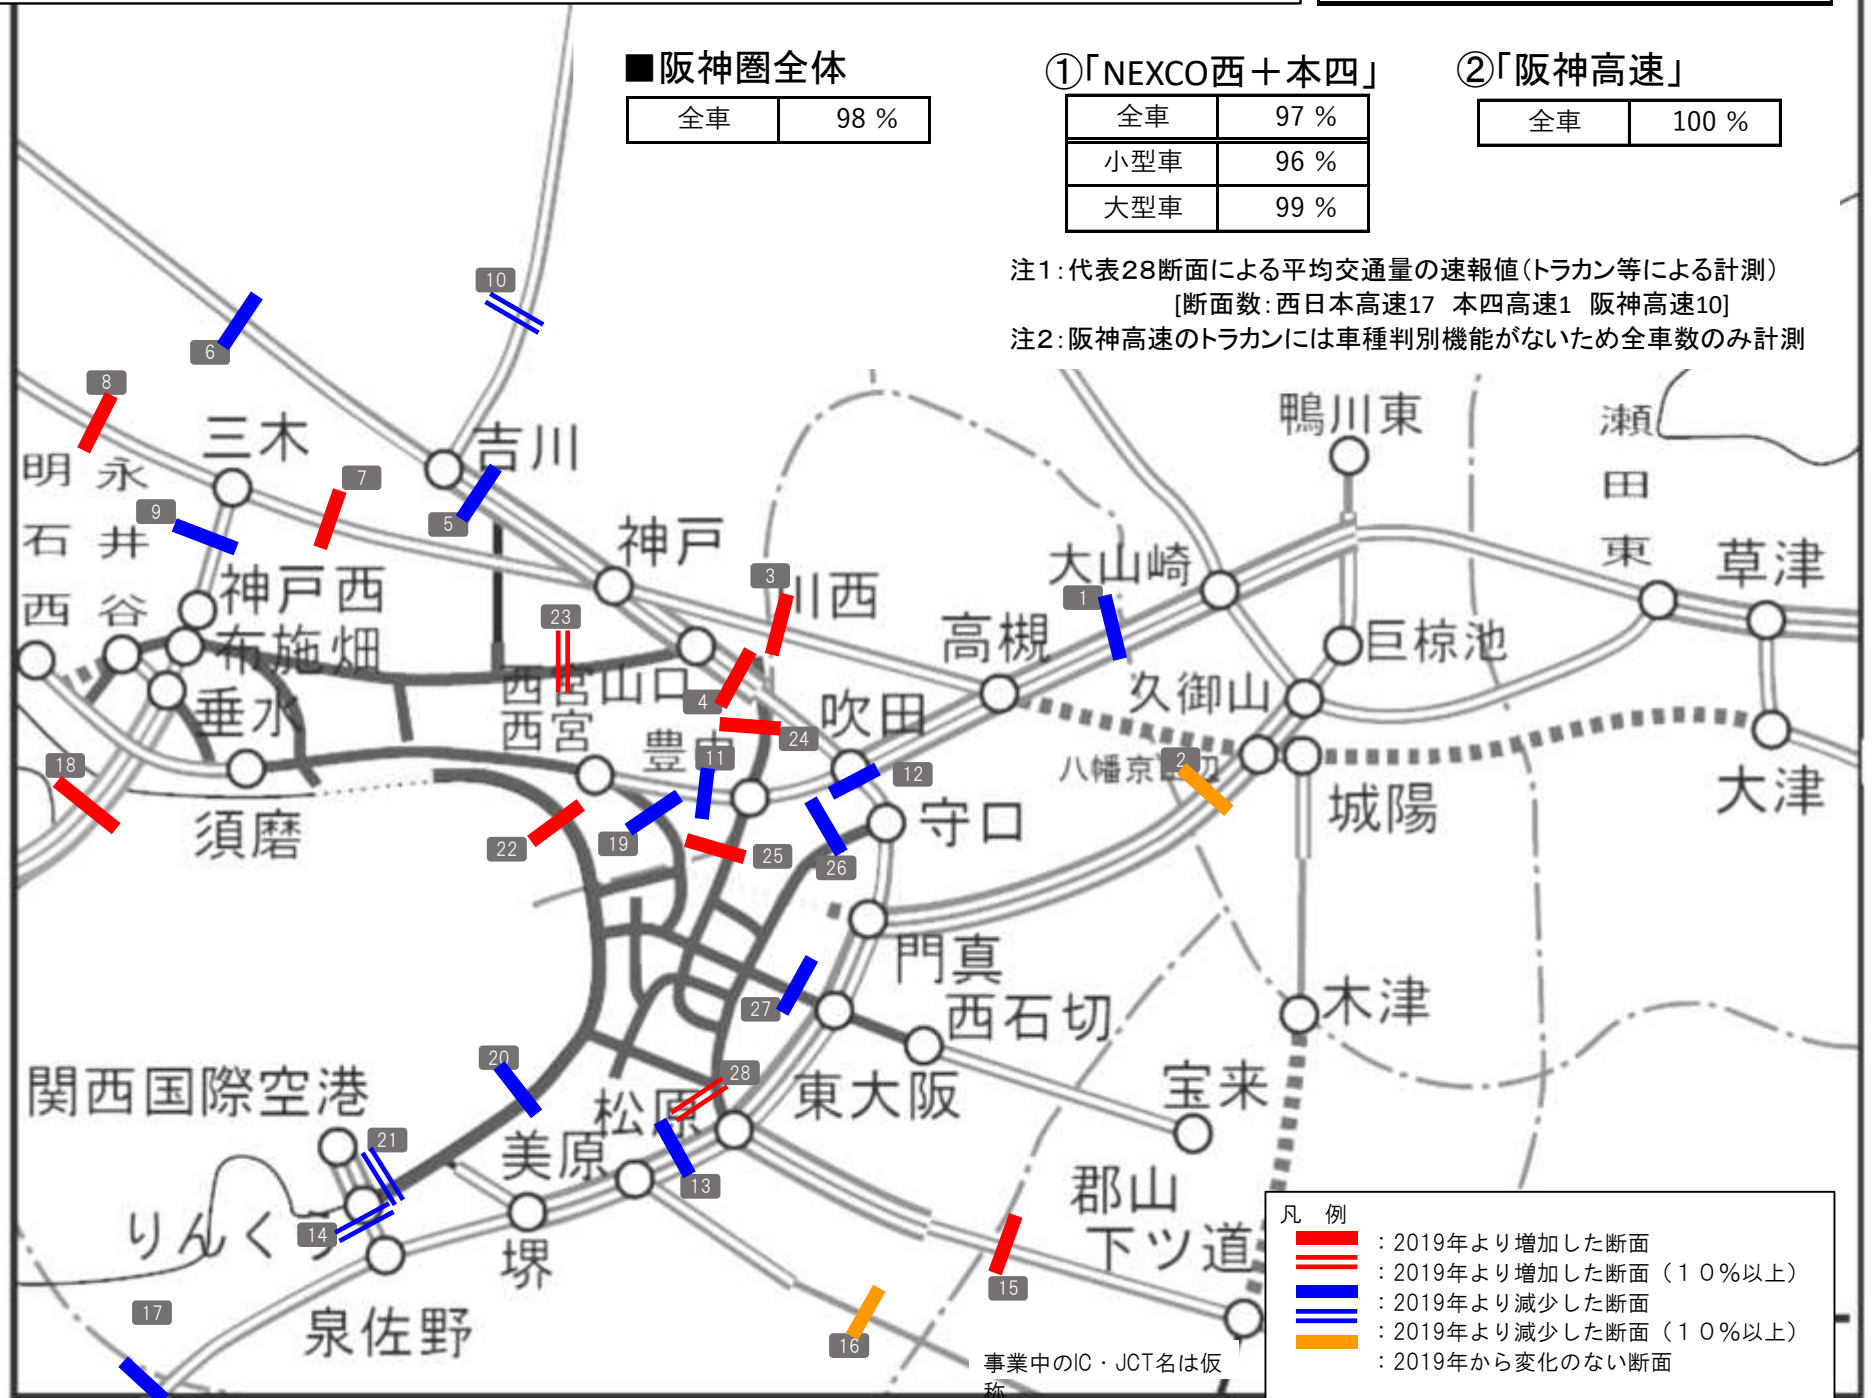 ■阪神圏全体
全車 98 %
①「NEXCO西＋本四」
全車 97 %
小型車 96 %
大型車 99 %
②「阪神高速」
全車 100 %
注1：代表28断面による平均交通量の速報値（トラカン等による計測）
[断面数：西日本高速17 本四高速1 阪神高速10]
注2：阪神高速のトラカンには車種判別機能がないため全車数のみ計測
10
6
8
三木
吉川
鴨川東
瀬田東
明石西
永井谷
7
9
5
神戸
大山崎
草津
3
川西
1
神戸西
布施畑
23
高槻
巨椋池
西宮山口
4
久御山
垂水
西宮
吹田
24
豊中
11
12
八幡京田辺
2
18
須磨
22
19
25
26
守口
城陽
大津
門真
27
西石切
木津
20
関西国際空港
松原
28
東大阪
宝来
21
美原
13
郡山
下ツ道
りんくう
14
堺
15
17
泉佐野
16
事業中のIC・JCT名は仮
称
凡 例
：2019年より増加した断面
：2019年より増加した断面（１０％以上）
：2019年より減少した断面
：2019年より減少した断面（１０％以上）
：2019年から変化のない断面